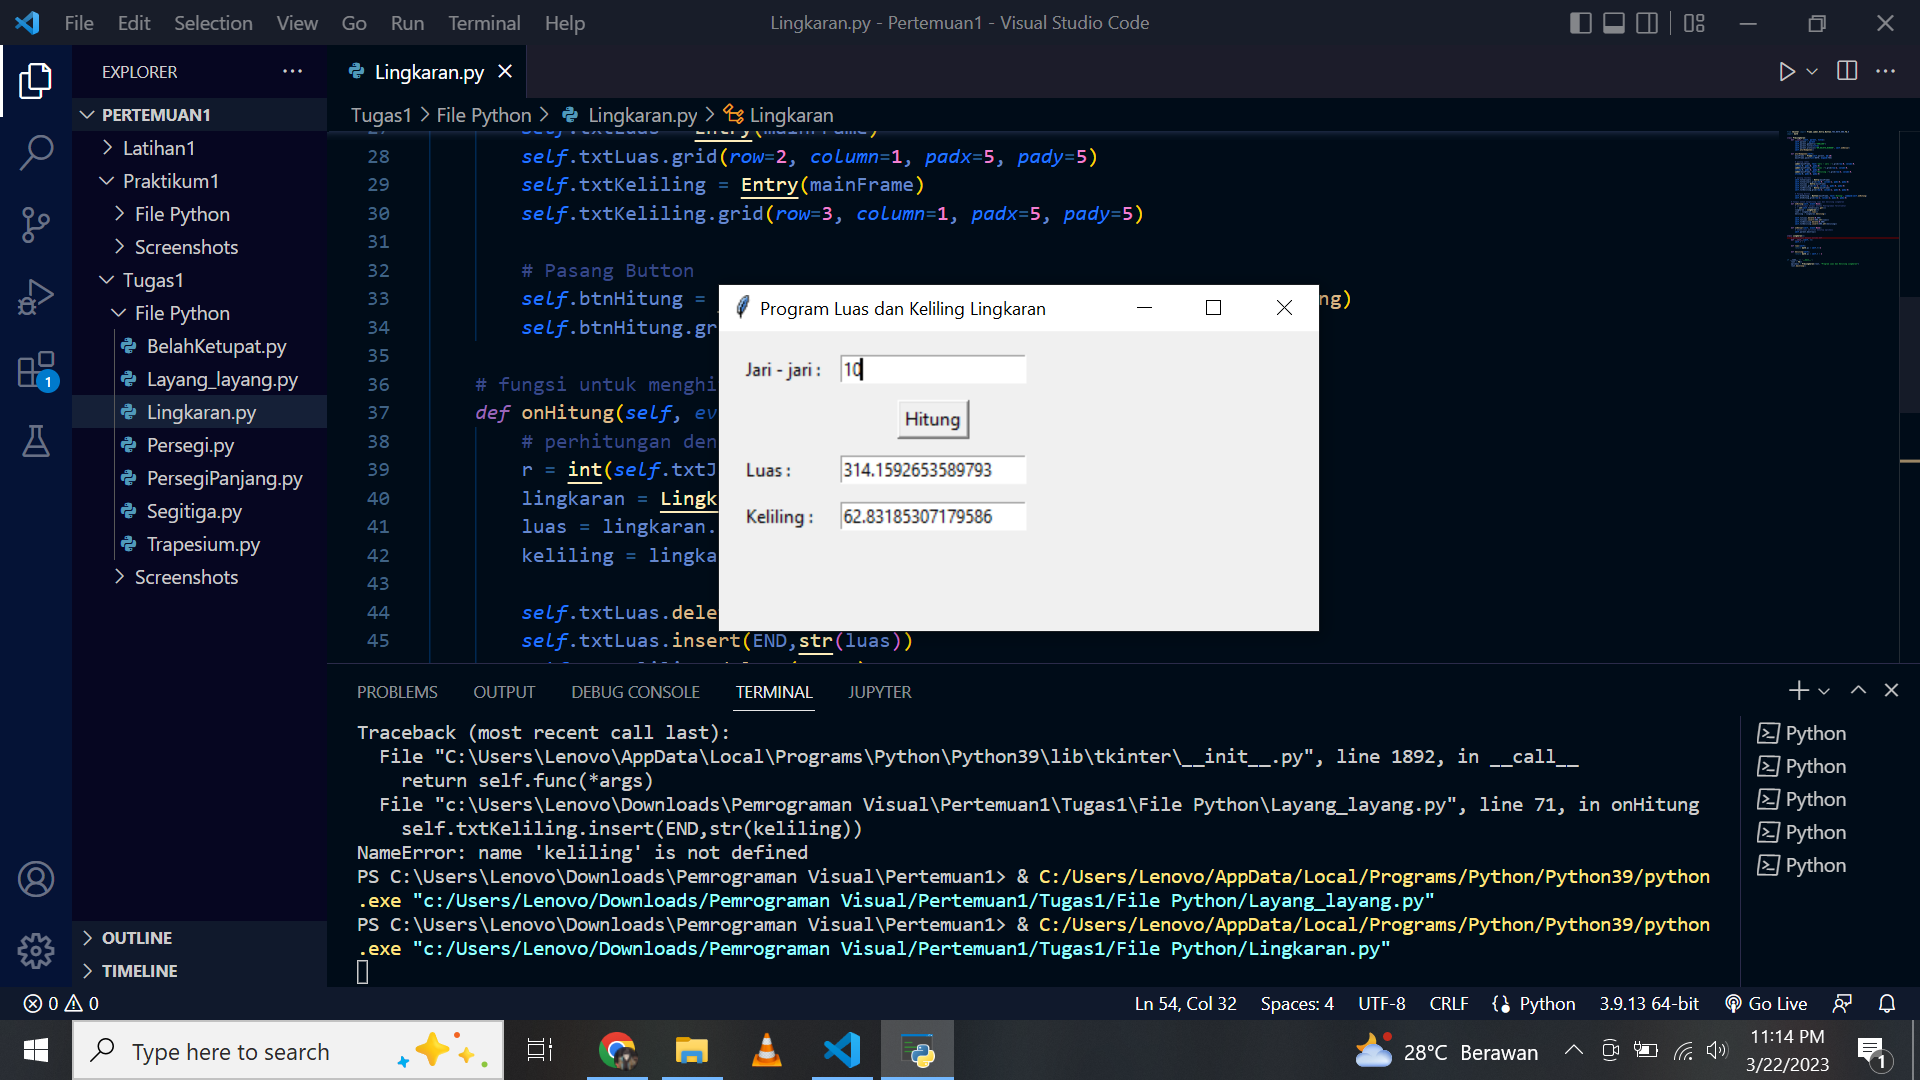 File Edit Selection View Go Run Terminal Help
Lingkaran.py - Pertemuan1 - Visual Studio Code
EXPLORER
PERTEMUAN1
Latihan1
Praktikum1
File Python
Screenshots
Tugas1
File Python
BelahKetupat.py
Layang_layang.py
Lingkaran.py
Persegi.py
PersegiPanjang.py
Segitiga.py
Trapesium.py
Screenshots
OUTLINE
TIMELINE
1
Lingkaran.py
Tugas1 > File Python > Lingkaran.py > Lingkaran
27 self.txtLuas = Entry(mainFrame)
28 self.txtLuas.grid(row=2, column=1, padx=5, pady=5)
29 self.txtKeliling = Entry(mainFrame)
30 self.txtKeliling.grid(row=3, column=1, padx=5, pady=5)
31
32 # Pasang Button
33 self.btnHitung = ng)
34 self.btnHitung.gr
35
36 # fungsi untuk menghi
37 def onHitung(self, ev
38 # perhitungan den
39 r = int(self.txtJ
40 lingkaran = Lingk
41 luas = lingkaran.
42 keliling = lingka
43
44 self.txtLuas.dele
45 self.txtLuas.insert(END,str(luas))
Program Luas dan Keliling Lingkaran
Jari - jari : 10
Hitung
Luas : 314.1592653589793
Keliling : 62.83185307179586
PROBLEMS OUTPUT DEBUG CONSOLE TERMINAL JUPYTER
Traceback (most recent call last):
File "C:\Users\Lenovo\AppData\Local\Programs\Python\Python39\lib\tkinter\__init__.py", line 1892, in __call__
return self.func(*args)
File "c:\Users\Lenovo\Downloads\Pemrograman Visual\Pertemuan1\Tugas1\File Python\Layang_layang.py", line 71, in onHitung
self.txtKeliling.insert(END,str(keliling))
NameError: name 'keliling' is not defined
PS C:\Users\Lenovo\Downloads\Pemrograman Visual\Pertemuan1> & C:/Users/Lenovo/AppData/Local/Programs/Python/Python39/python
.exe "c:/Users/Lenovo/Downloads/Pemrograman Visual/Pertemuan1/Tugas1/File Python/Layang_layang.py"
PS C:\Users\Lenovo\Downloads\Pemrograman Visual\Pertemuan1> & C:/Users/Lenovo/AppData/Local/Programs/Python/Python39/python
.exe "c:/Users/Lenovo/Downloads/Pemrograman Visual/Pertemuan1/Tugas1/File Python/Lingkaran.py"
Python
Python
Python
Python
Python
0 0
Ln 54, Col 32 Spaces: 4 UTF-8 CRLF Python 3.9.13 64-bit Go Live
Type here to search
28°C Berawan
11:14 PM
3/22/2023
1